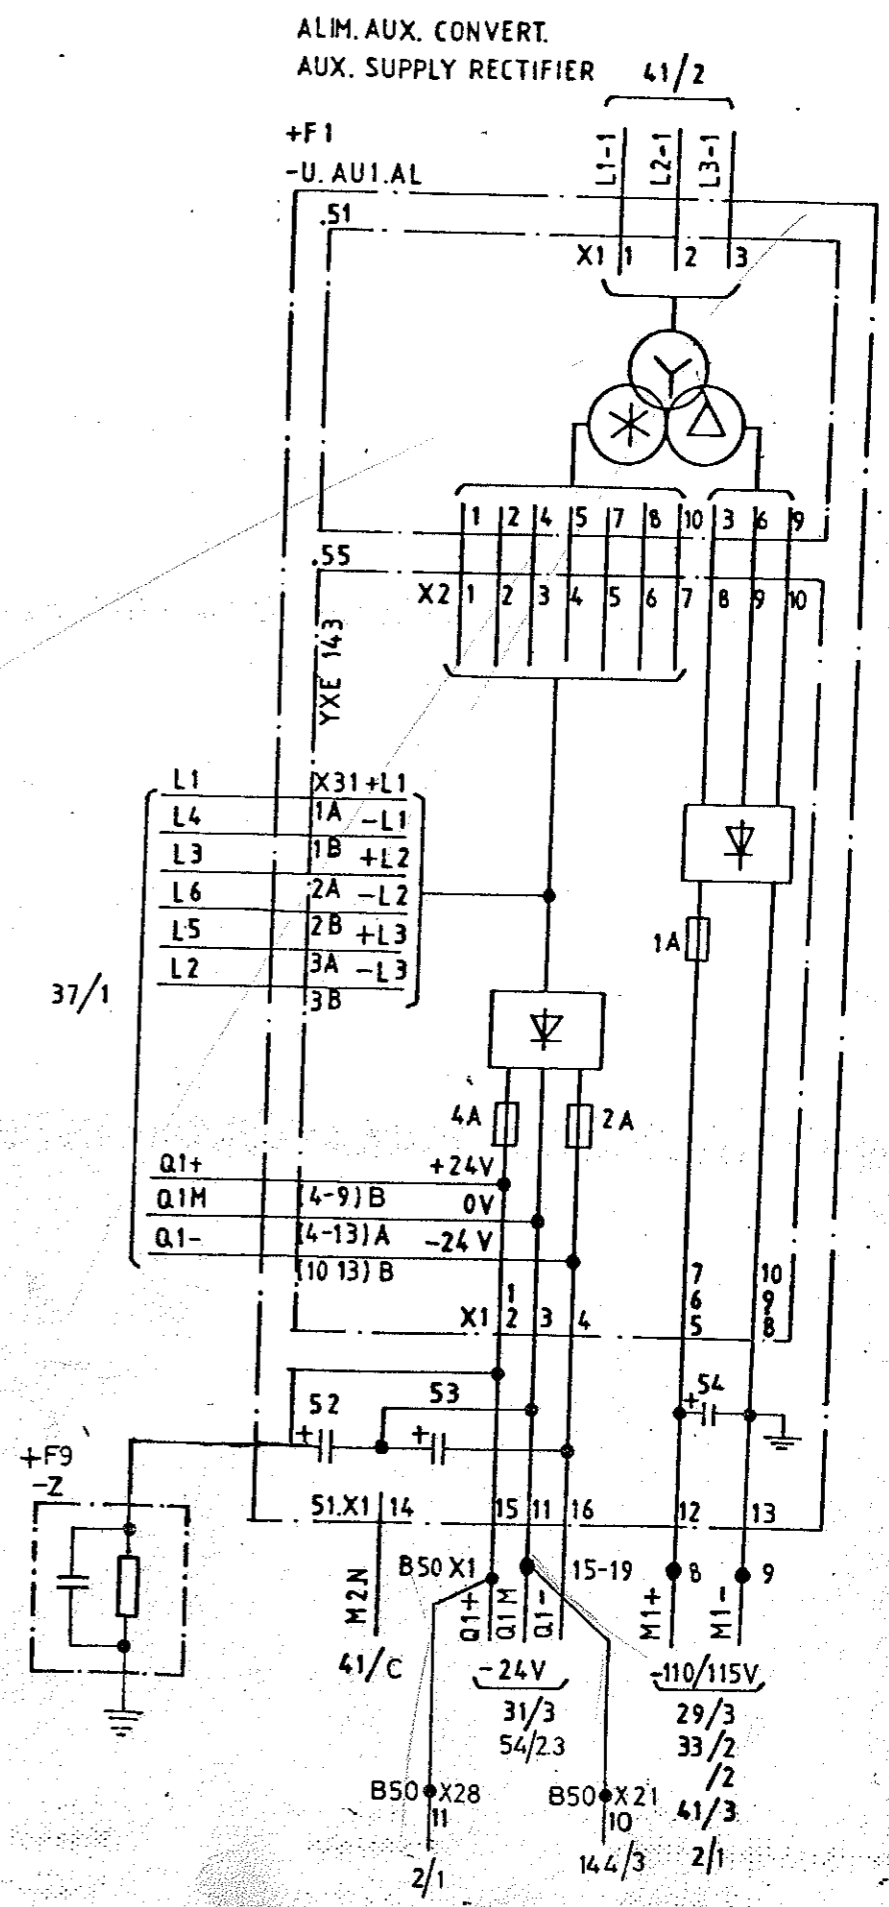 ALIM. AUX. CONVERT.
AUX. SUPPLY RECTIFIER 41/2
+F1
-U. AU1.AL
L1-1 L2-1 L3-1
.51
X1 1 2 3
1 2 4 5 7 8 10 3 6 9
.55
X2 1 2 3 4 5 6 7 8 9 10
YXE 143
L1 X31 +L1
L4 1A -L1
L3 1B +L2
L6 2A -L2
L5 2B +L3
L2 3A -L3
3B
37/1
1A
4A 2A
Q1+ +24V
Q1M (4-9)B 0V
Q1- (4-13)A -24V
(10 13)B
7 10
1 6 9
X1 2 3 4 5 8
52 53 54
+ + +
+F9
-Z
51.X1 14 15 11 16 12 13
B50 X1 15-19 8 9
M2N Q1+ Q1M Q1- M1+ M1-
41/C -24V -110/115V
31/3 29/3
54/23 33/2
/2
B50 X28 B50 X21 41/3
11 10
2/1 144/3 2/1